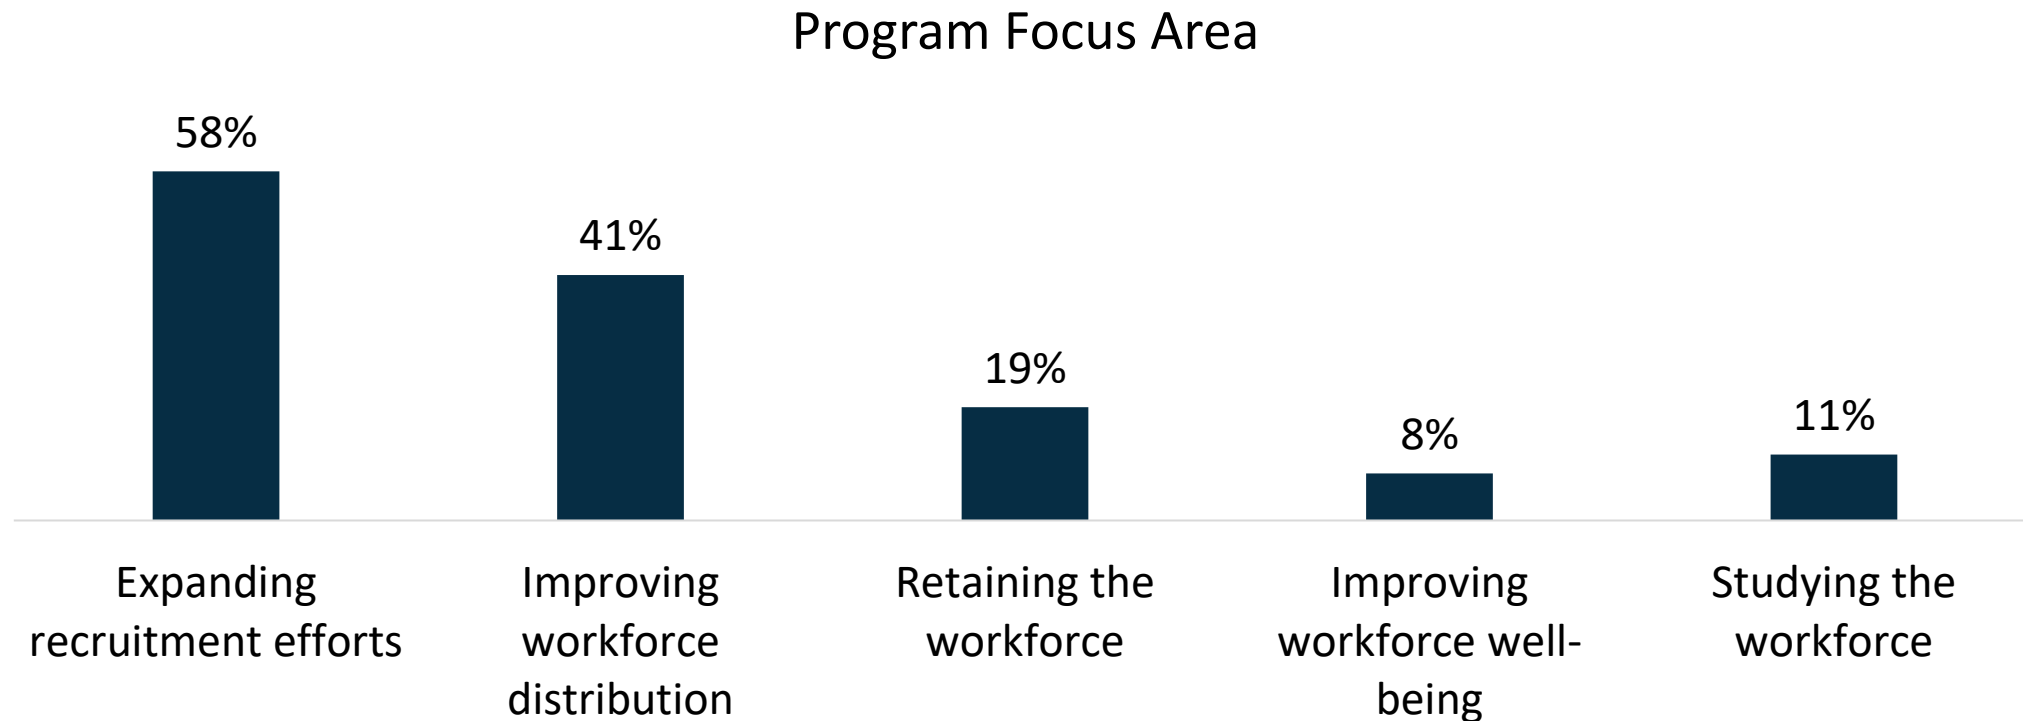 Program Focus Area
58%
41%
19%
8%
11%
Expanding
recruitment efforts
Improving
workforce
distribution
Retaining the
workforce
Improving
workforce well-
being
Studying the
workforce